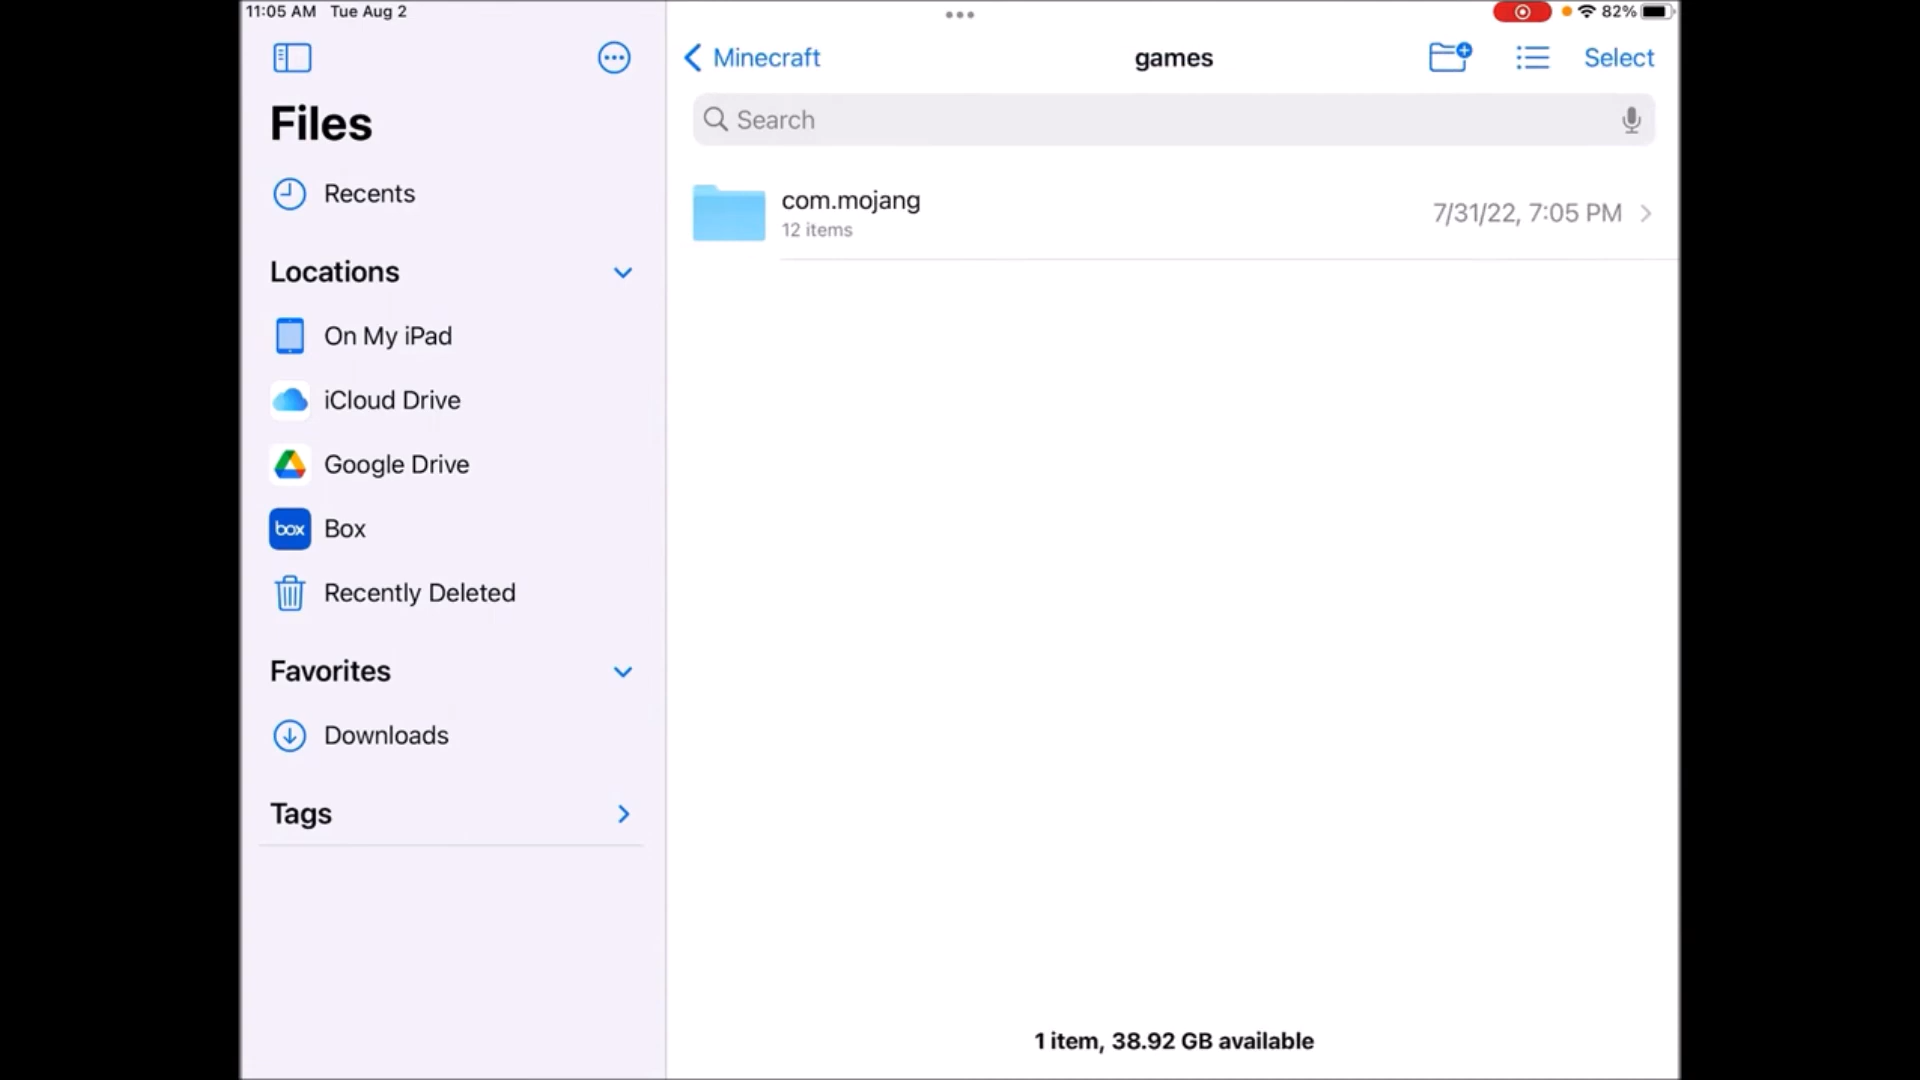 11:05 AM Tue Aug 2
82%
Files
Recents
Locations
On My iPad
iCloud Drive
Google Drive
box Box
Recently Deleted
Favorites
Downloads
Tags
Minecraft
games
Select
Search
com.mojang
12 items
7/31/22, 7:05 PM
1 item, 38.92 GB available